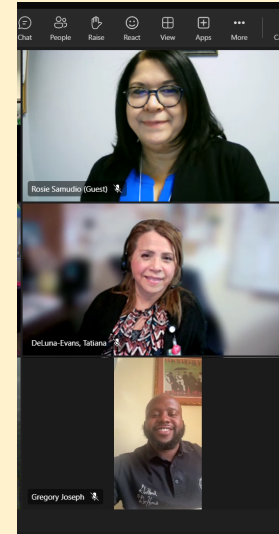 Chat People Raise React View Apps More
Rosie Samudio (Guest)
DeLuna-Evans, Tatiana
Gregory Joseph